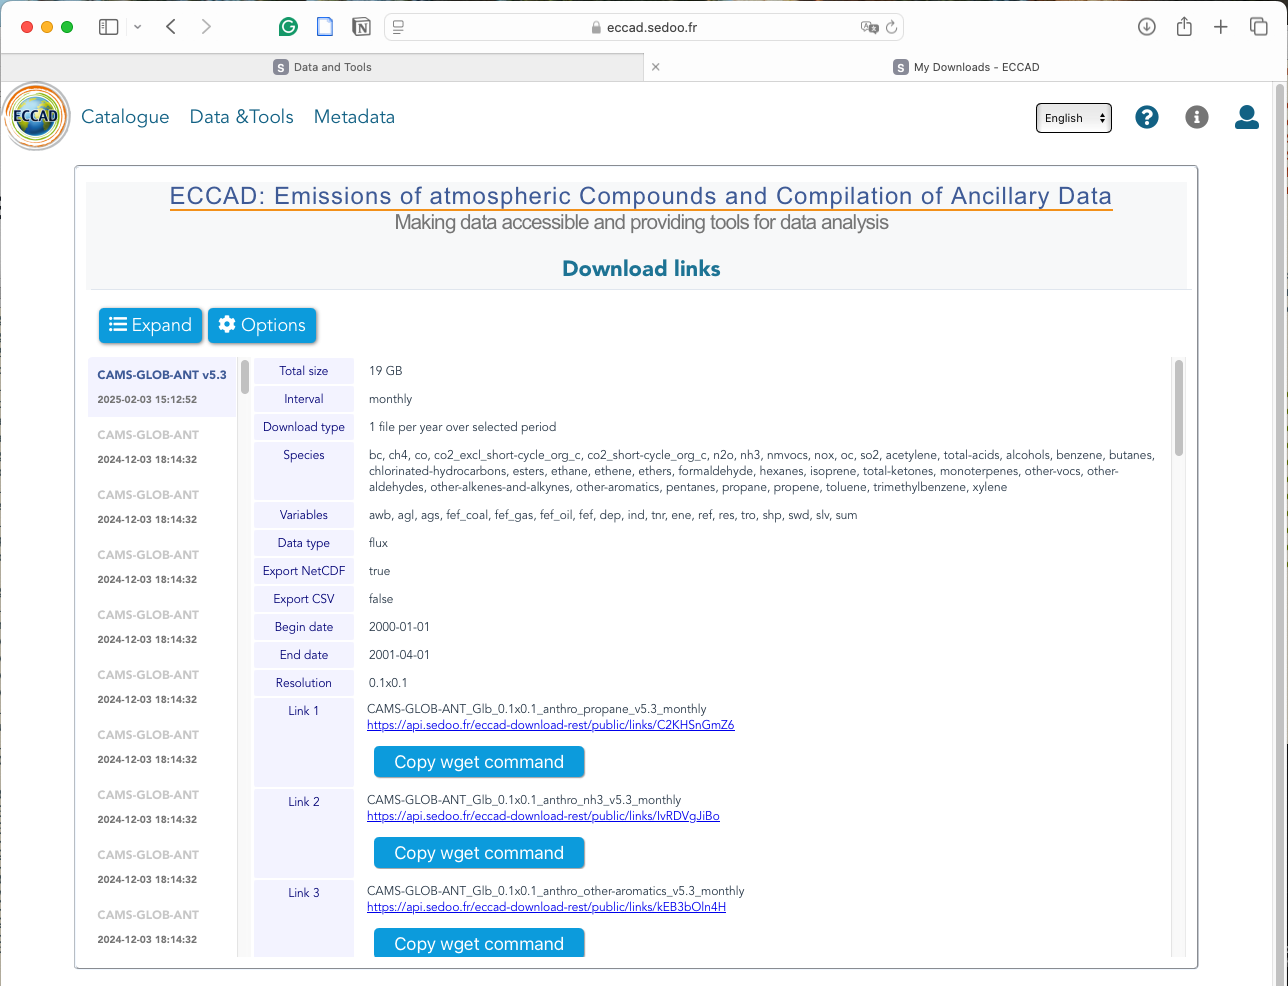 eccad.sedoo.fr
S Data and Tools
S My Downloads - ECCAD
ECCAD
Catalogue
Data &Tools
Metadata
English
ECCAD: Emissions of atmospheric Compounds and Compilation of Ancillary Data
Making data accessible and providing tools for data analysis
Download links
Expand
Options
CAMS-GLOB-ANT v5.3
2025-02-03 15:12:52
CAMS-GLOB-ANT
2024-12-03 18:14:32
CAMS-GLOB-ANT
2024-12-03 18:14:32
CAMS-GLOB-ANT
2024-12-03 18:14:32
CAMS-GLOB-ANT
2024-12-03 18:14:32
CAMS-GLOB-ANT
2024-12-03 18:14:32
CAMS-GLOB-ANT
2024-12-03 18:14:32
CAMS-GLOB-ANT
2024-12-03 18:14:32
CAMS-GLOB-ANT
2024-12-03 18:14:32
CAMS-GLOB-ANT
2024-12-03 18:14:32
Total size 19 GB
Interval monthly
Download type 1 file per year over selected period
Species bc, ch4, co, co2_excl_short-cycle_org_c, co2_short-cycle_org_c, n2o, nh3, nmvocs, nox, oc, so2, acetylene, total-acids, alcohols, benzene, butanes,
chlorinated-hydrocarbons, esters, ethane, ethene, ethers, formaldehyde, hexanes, isoprene, total-ketones, monoterpenes, other-vocs, other-
aldehydes, other-alkenes-and-alkynes, other-aromatics, pentanes, propane, propene, toluene, trimethylbenzene, xylene
Variables awb, agl, ags, fef_coal, fef_gas, fef_oil, fef, dep, ind, tnr, ene, ref, res, tro, shp, swd, slv, sum
Data type flux
Export NetCDF true
Export CSV false
Begin date 2000-01-01
End date 2001-04-01
Resolution 0.1x0.1
Link 1 CAMS-GLOB-ANT_Glb_0.1x0.1_anthro_propane_v5.3_monthly
https://api.sedoo.fr/eccad-download-rest/public/links/C2KHSnGmZ6
Copy wget command
Link 2 CAMS-GLOB-ANT_Glb_0.1x0.1_anthro_nh3_v5.3_monthly
https://api.sedoo.fr/eccad-download-rest/public/links/IvRDVgJiBo
Copy wget command
Link 3 CAMS-GLOB-ANT_Glb_0.1x0.1_anthro_other-aromatics_v5.3_monthly
https://api.sedoo.fr/eccad-download-rest/public/links/kEB3bOln4H
Copy wget command